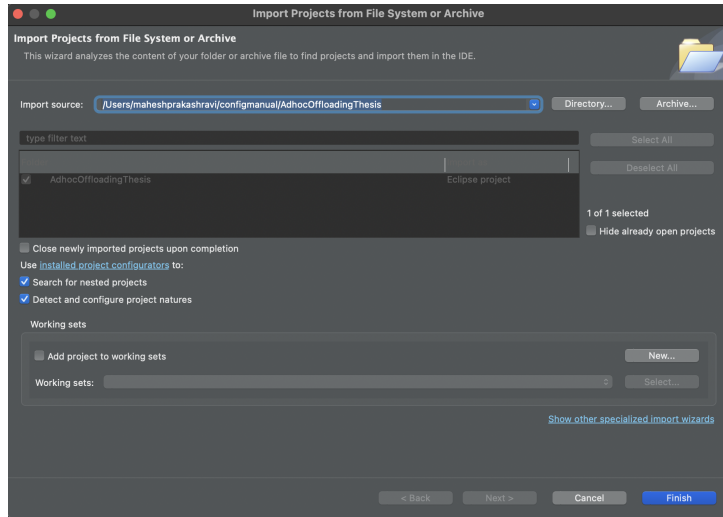 Import Projects from File System or Archive
Import Projects from File System or Archive
This wizard analyzes the content of your folder or archive file to find projects and import them in the IDE.
Import source: /Users/maheshprakashravi/configmanual/AdhocOffloadingThesis Directory... Archive...
type filter text Select All
Deselect All
AdhocOffloadingThesis Eclipse project
1 of 1 selected
Hide already open projects
Close newly imported projects upon completion
Use installed project configurators to:
Search for nested projects
Detect and configure project natures
Working sets
Add project to working sets New...
Working sets: Select...
Show other specialized import wizards
< Back Next > Cancel Finish